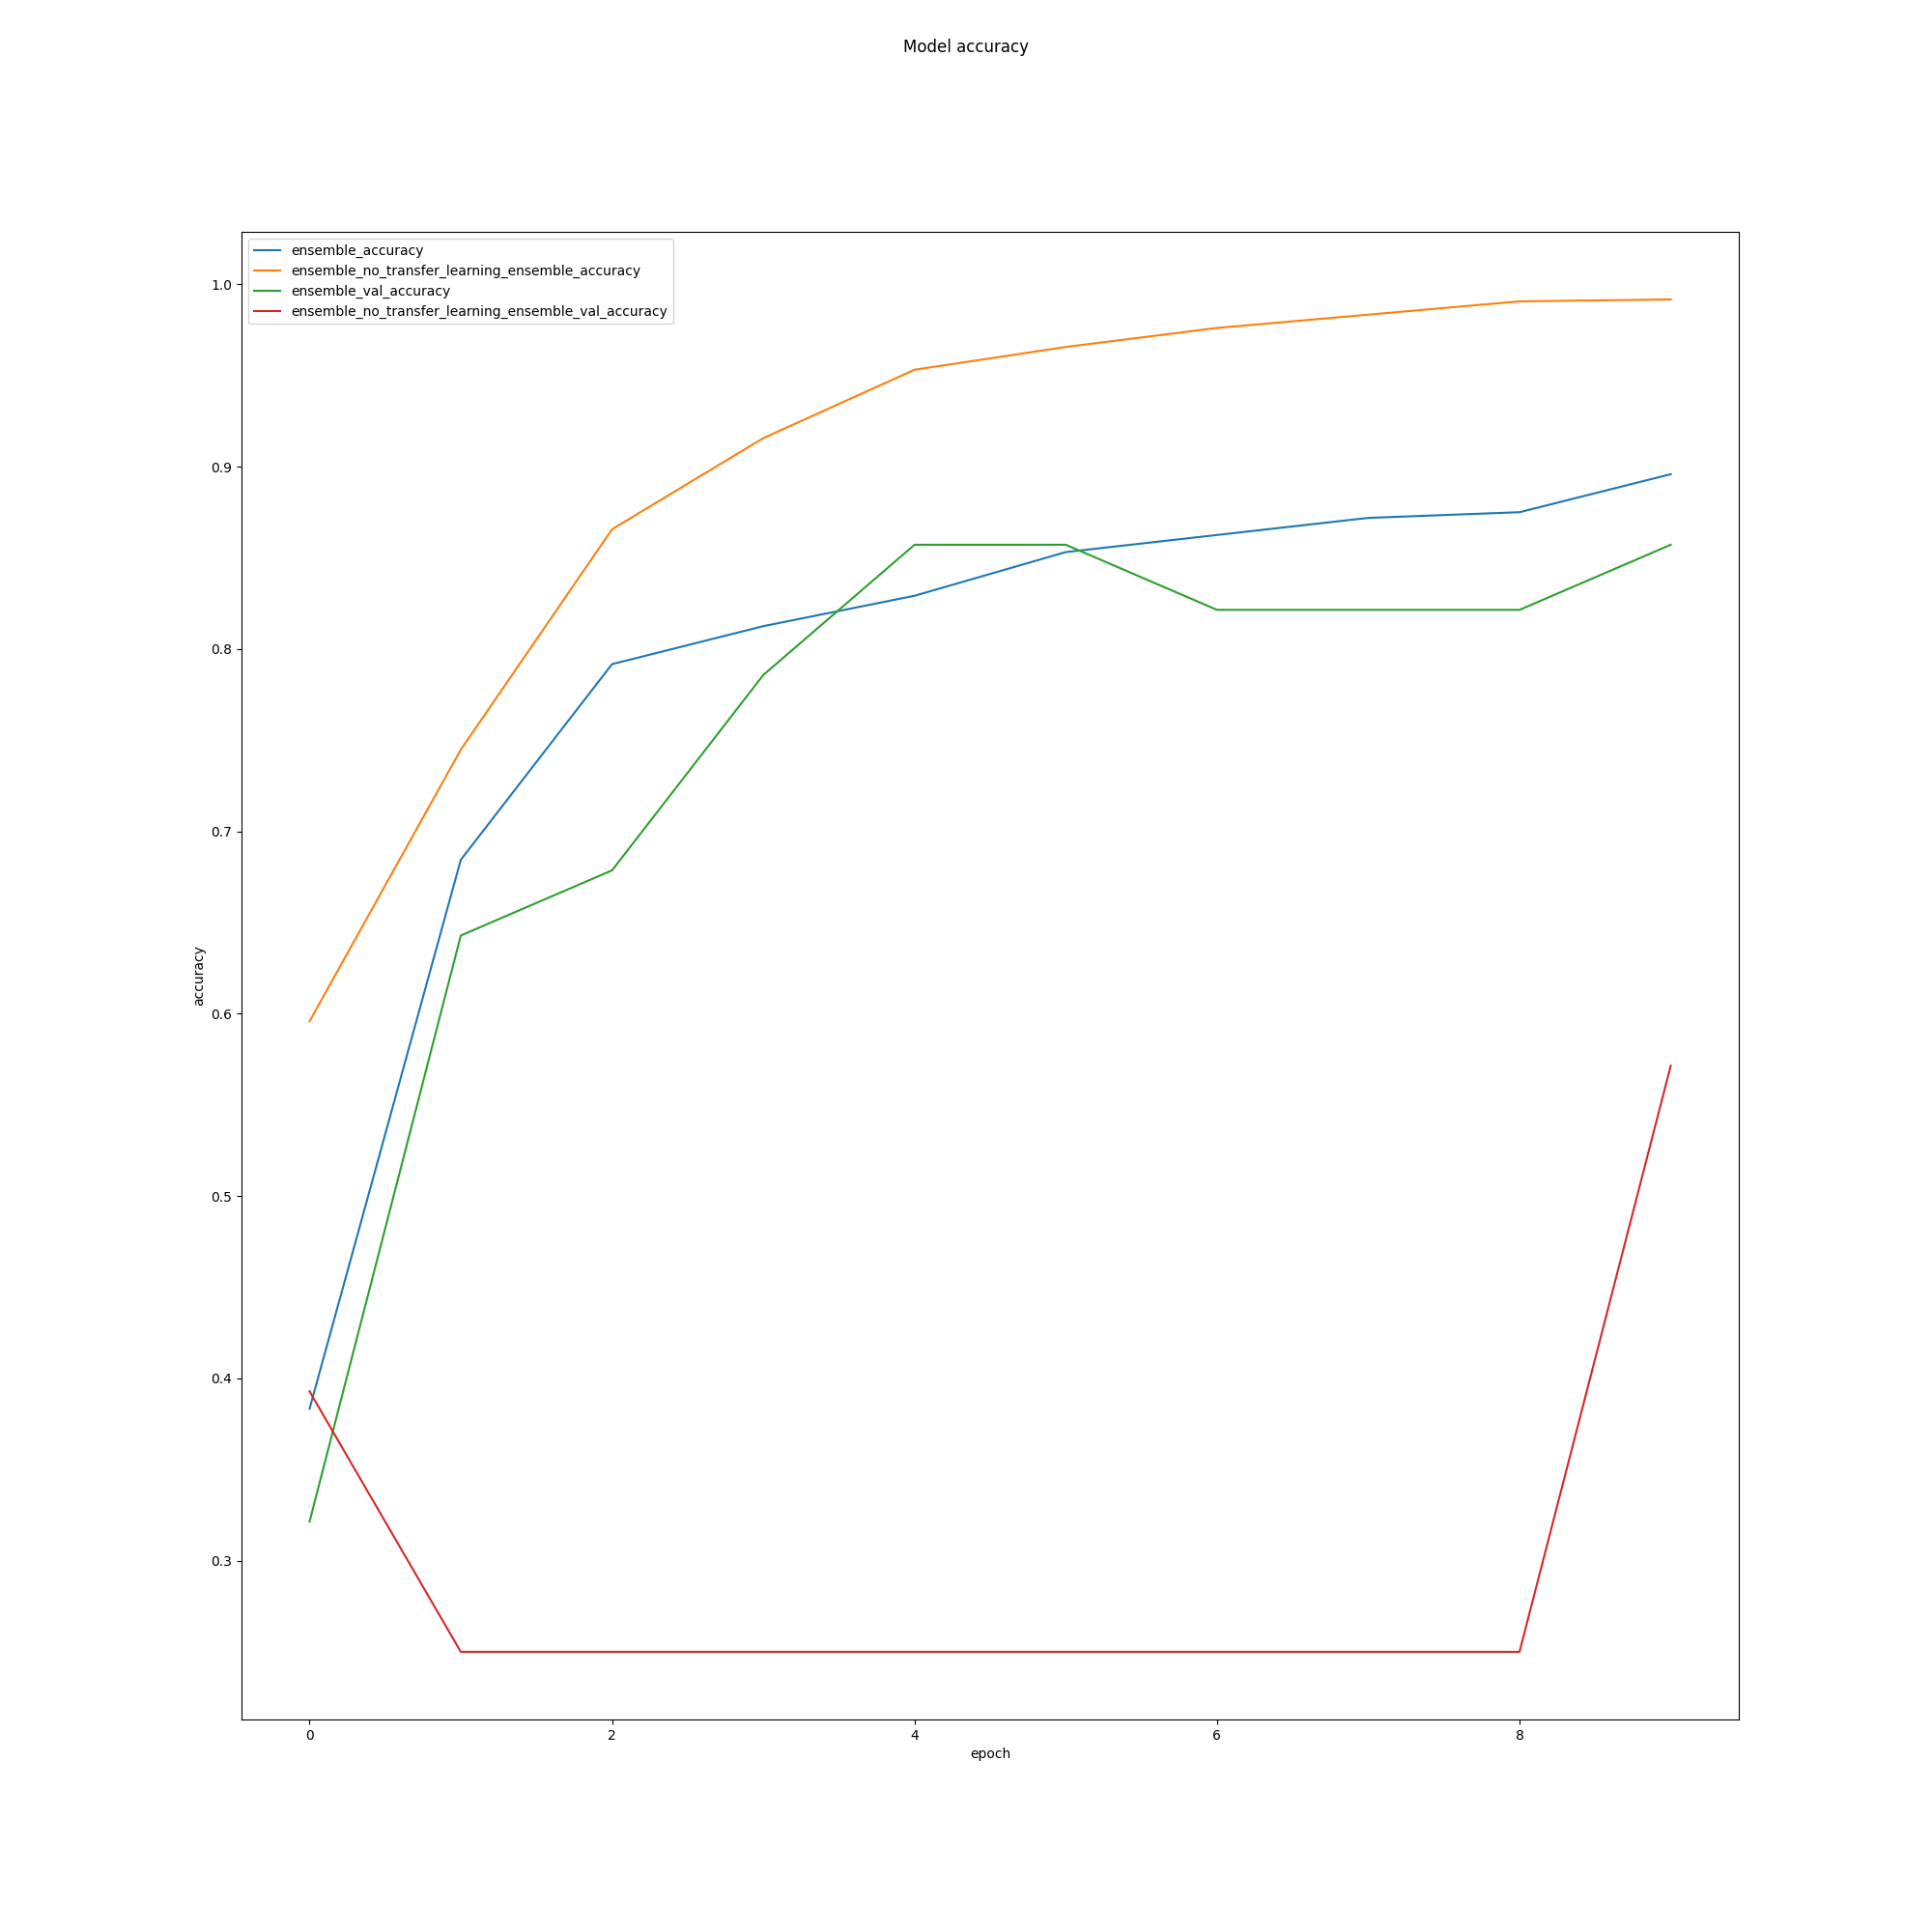 Model accuracy
ensemble_accuracy
ensemble_no_transfer_learning_ensemble_accuracy
ensemble_val_accuracy
ensemble_no_transfer_learning_ensemble_val_accuracy
1.0
0.9
0.8
0.7
0.6
0.5
0.4
0.3
accuracy
0 2 4 6 8
epoch